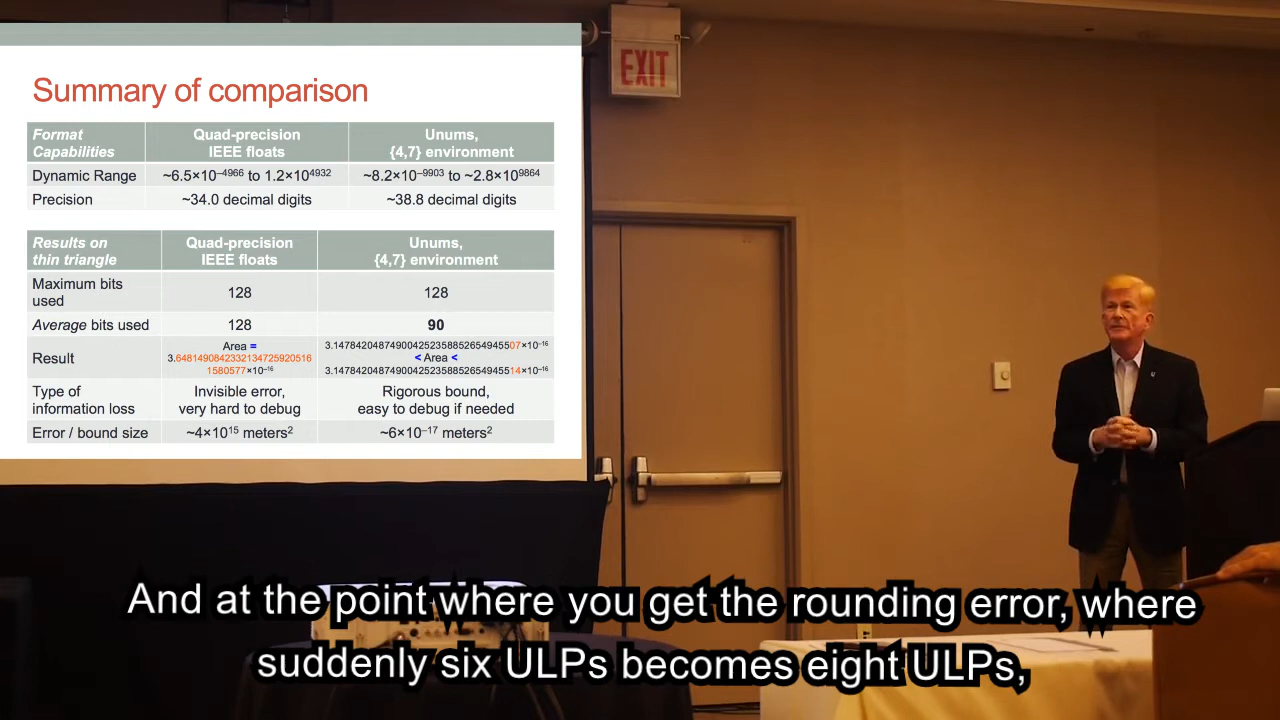 EXIT
Summary of comparison
Format Capabilities
Quad-precision IEEE floats
Unums, {4,7} environment
Dynamic Range ~6.5×10⁻⁴⁹⁶⁶ to 1.2×10⁴⁹³² ~8.2×10⁻⁹⁹⁰³ to ~2.8×10⁹⁸⁶⁴
Precision ~34.0 decimal digits ~38.8 decimal digits
Results on thin triangle
Quad-precision IEEE floats
Unums, {4,7} environment
Maximum bits used 128 128
Average bits used 128 90
Result
Area =
3.648149084233213472592051 6
1580577×10⁻¹⁶
3.14784204874900425235885265494550 7×10⁻¹⁶
< Area <
3.14784204874900425235885265494551 4×10⁻¹⁶
Type of information loss
Invisible error, very hard to debug
Rigorous bound, easy to debug if needed
Error / bound size ~4×10¹⁵ meters² ~6×10⁻¹⁷ meters²
And at the point where you get the rounding error, where
suddenly six ULPs becomes eight ULPs,